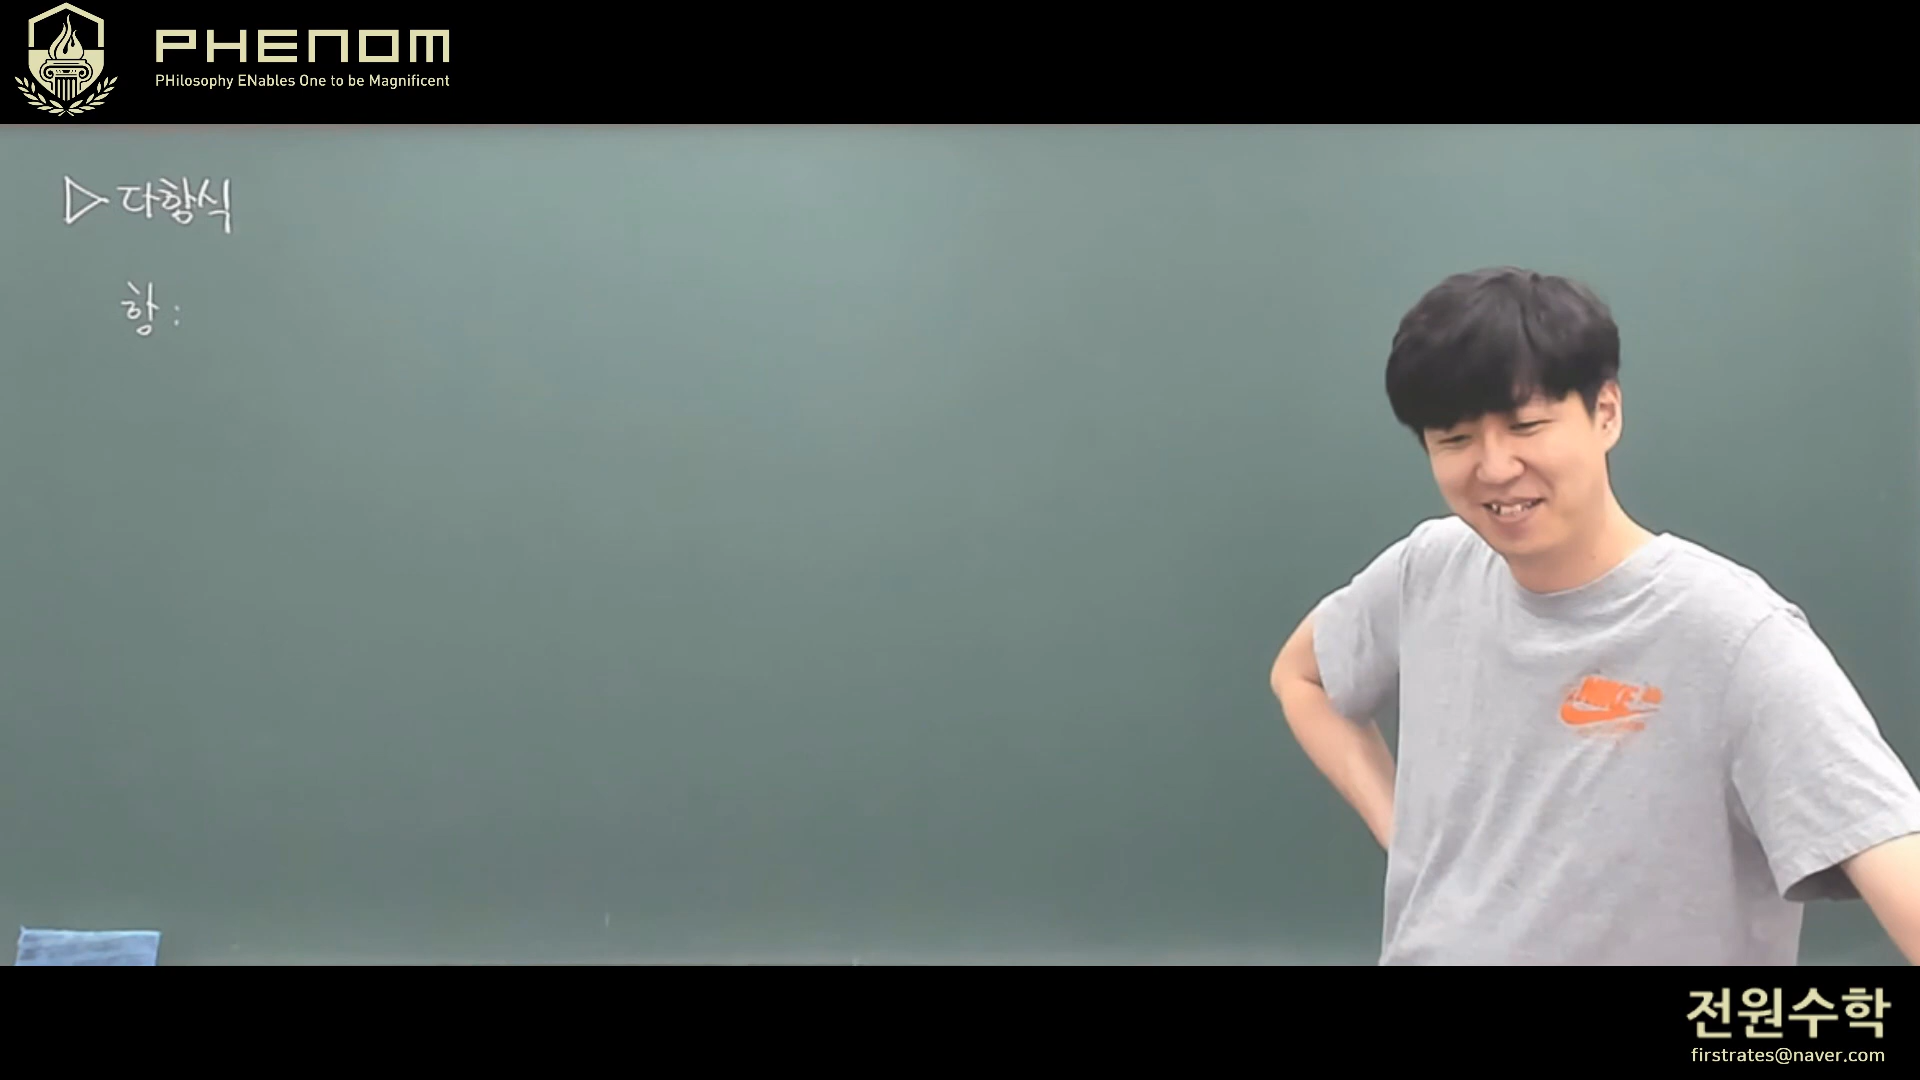 PHENOM
PHilosophy ENables One to be Magnificent
▷ 다항식
항 :
전원수학
firstrates@naver.com